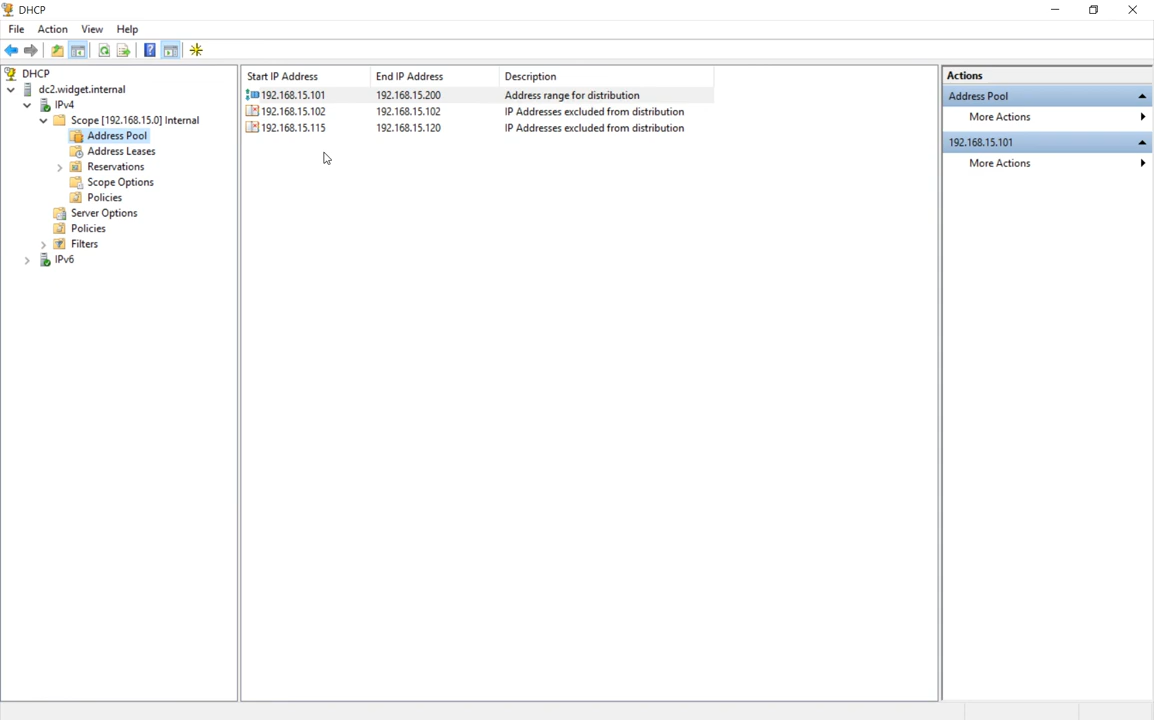 DHCP
File Action View Help
DHCP
dc2.widget.internal
IPv4
Scope [192.168.15.0] Internal
Address Pool
Address Leases
Reservations
Scope Options
Policies
Server Options
Policies
Filters
IPv6
Start IP Address End IP Address Description
192.168.15.101 192.168.15.200 Address range for distribution
192.168.15.102 192.168.15.102 IP Addresses excluded from distribution
192.168.15.115 192.168.15.120 IP Addresses excluded from distribution
Actions
Address Pool
More Actions
192.168.15.101
More Actions